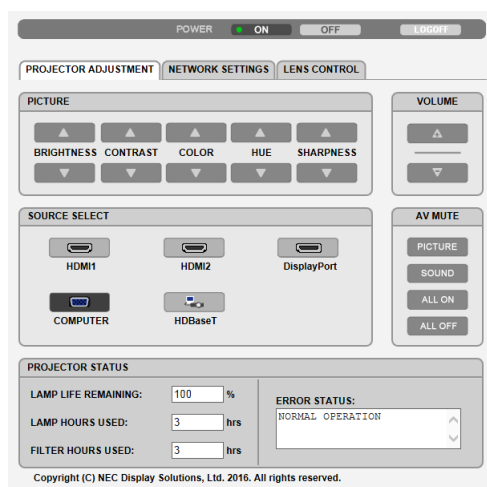 POWER ON OFF LOGOFF
PROJECTOR ADJUSTMENT NETWORK SETTINGS LENS CONTROL
PICTURE
BRIGHTNESS CONTRAST COLOR HUE SHARPNESS
VOLUME
SOURCE SELECT
HDMI1 HDMI2 DisplayPort
COMPUTER HDBaseT
AV MUTE
PICTURE
SOUND
ALL ON
ALL OFF
PROJECTOR STATUS
LAMP LIFE REMAINING: 100 %
LAMP HOURS USED: 3 hrs
FILTER HOURS USED: 3 hrs
ERROR STATUS:
NORMAL OPERATION
Copyright (C) NEC Display Solutions, Ltd. 2016. All rights reserved.